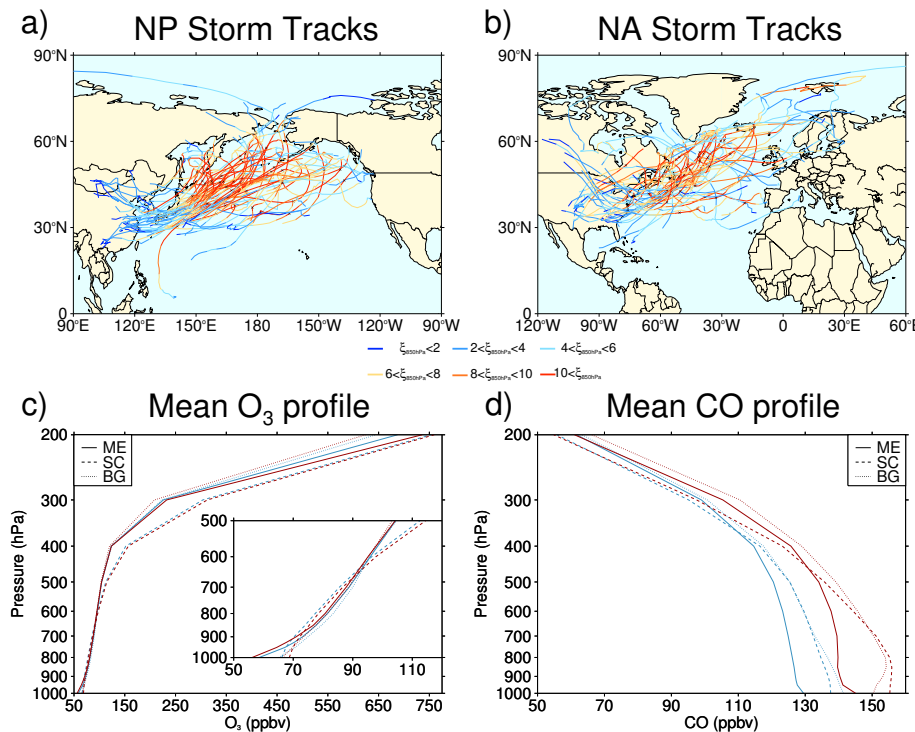 a) NP Storm Tracks
b) NA Storm Tracks
90°N
60°N
30°N
0
90°E 120°E 150°E 180 150°W 120°W 90°W
90°N
60°N
30°N
0
120°W 90°W 60°W 30°W 0 30°E 60°E
ξ850hPa<2 2<ξ850hPa<4 4<ξ850hPa<6
6<ξ850hPa<8 8<ξ850hPa<10 10<ξ850hPa
c) Mean O₃ profile
d) Mean CO profile
Pressure (hPa)
200
300
400
500
600
700
800
900
1000
ME
SC
BG
500
600
700
800
900
1000
50 70 90 110
50 150 250 350 450 550 650 750
O₃ (ppbv)
Pressure (hPa)
200
300
400
500
600
700
800
900
1000
ME
SC
BG
50 70 90 110 130 150
CO (ppbv)